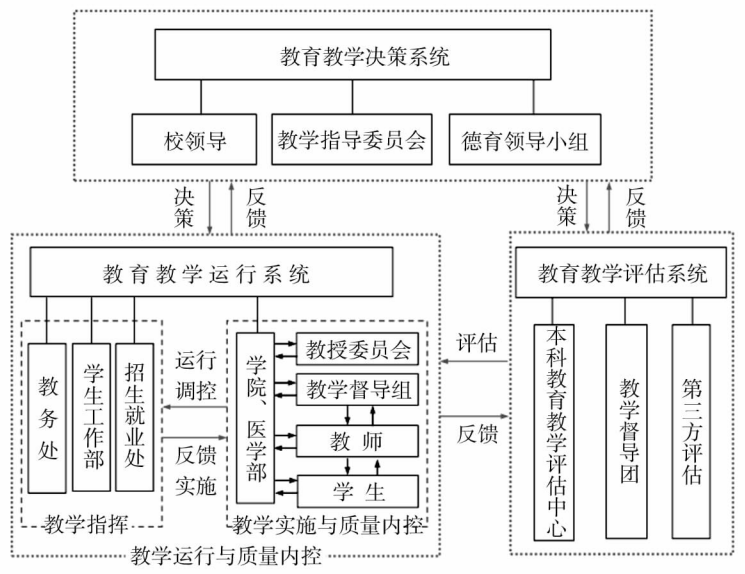 教育教学决策系统
校领导
教学指导委员会
德育领导小组
决策
反馈
决策
反馈
教育教学运行系统
教育教学评估系统
教务处
学生工作部
招生就业处
运行
调控
反馈
实施
学院、医学部
教授委员会
教学督导组
教师
学生
评估
反馈
本科教育教学评估中心
教学督导团
第三方评估
教学指挥
教学实施与质量内控
教学运行与质量内控